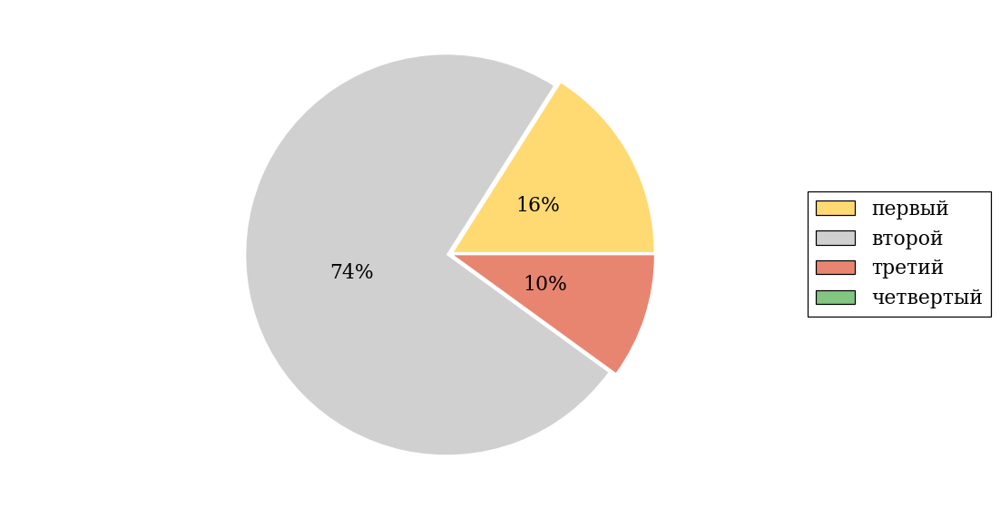 16%
74%
10%
первый
второй
третий
четвертый